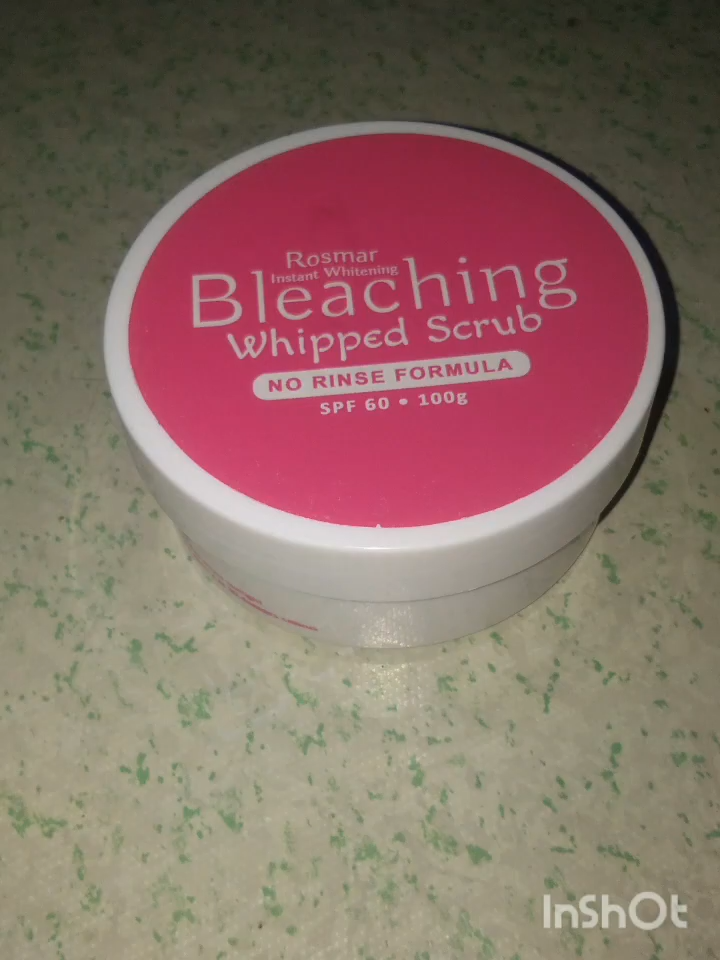 Rosmar
Instant Whitening
Bleaching
Whipped Scrub
NO RINSE FORMULA
SPF 60 • 100g
InShOt